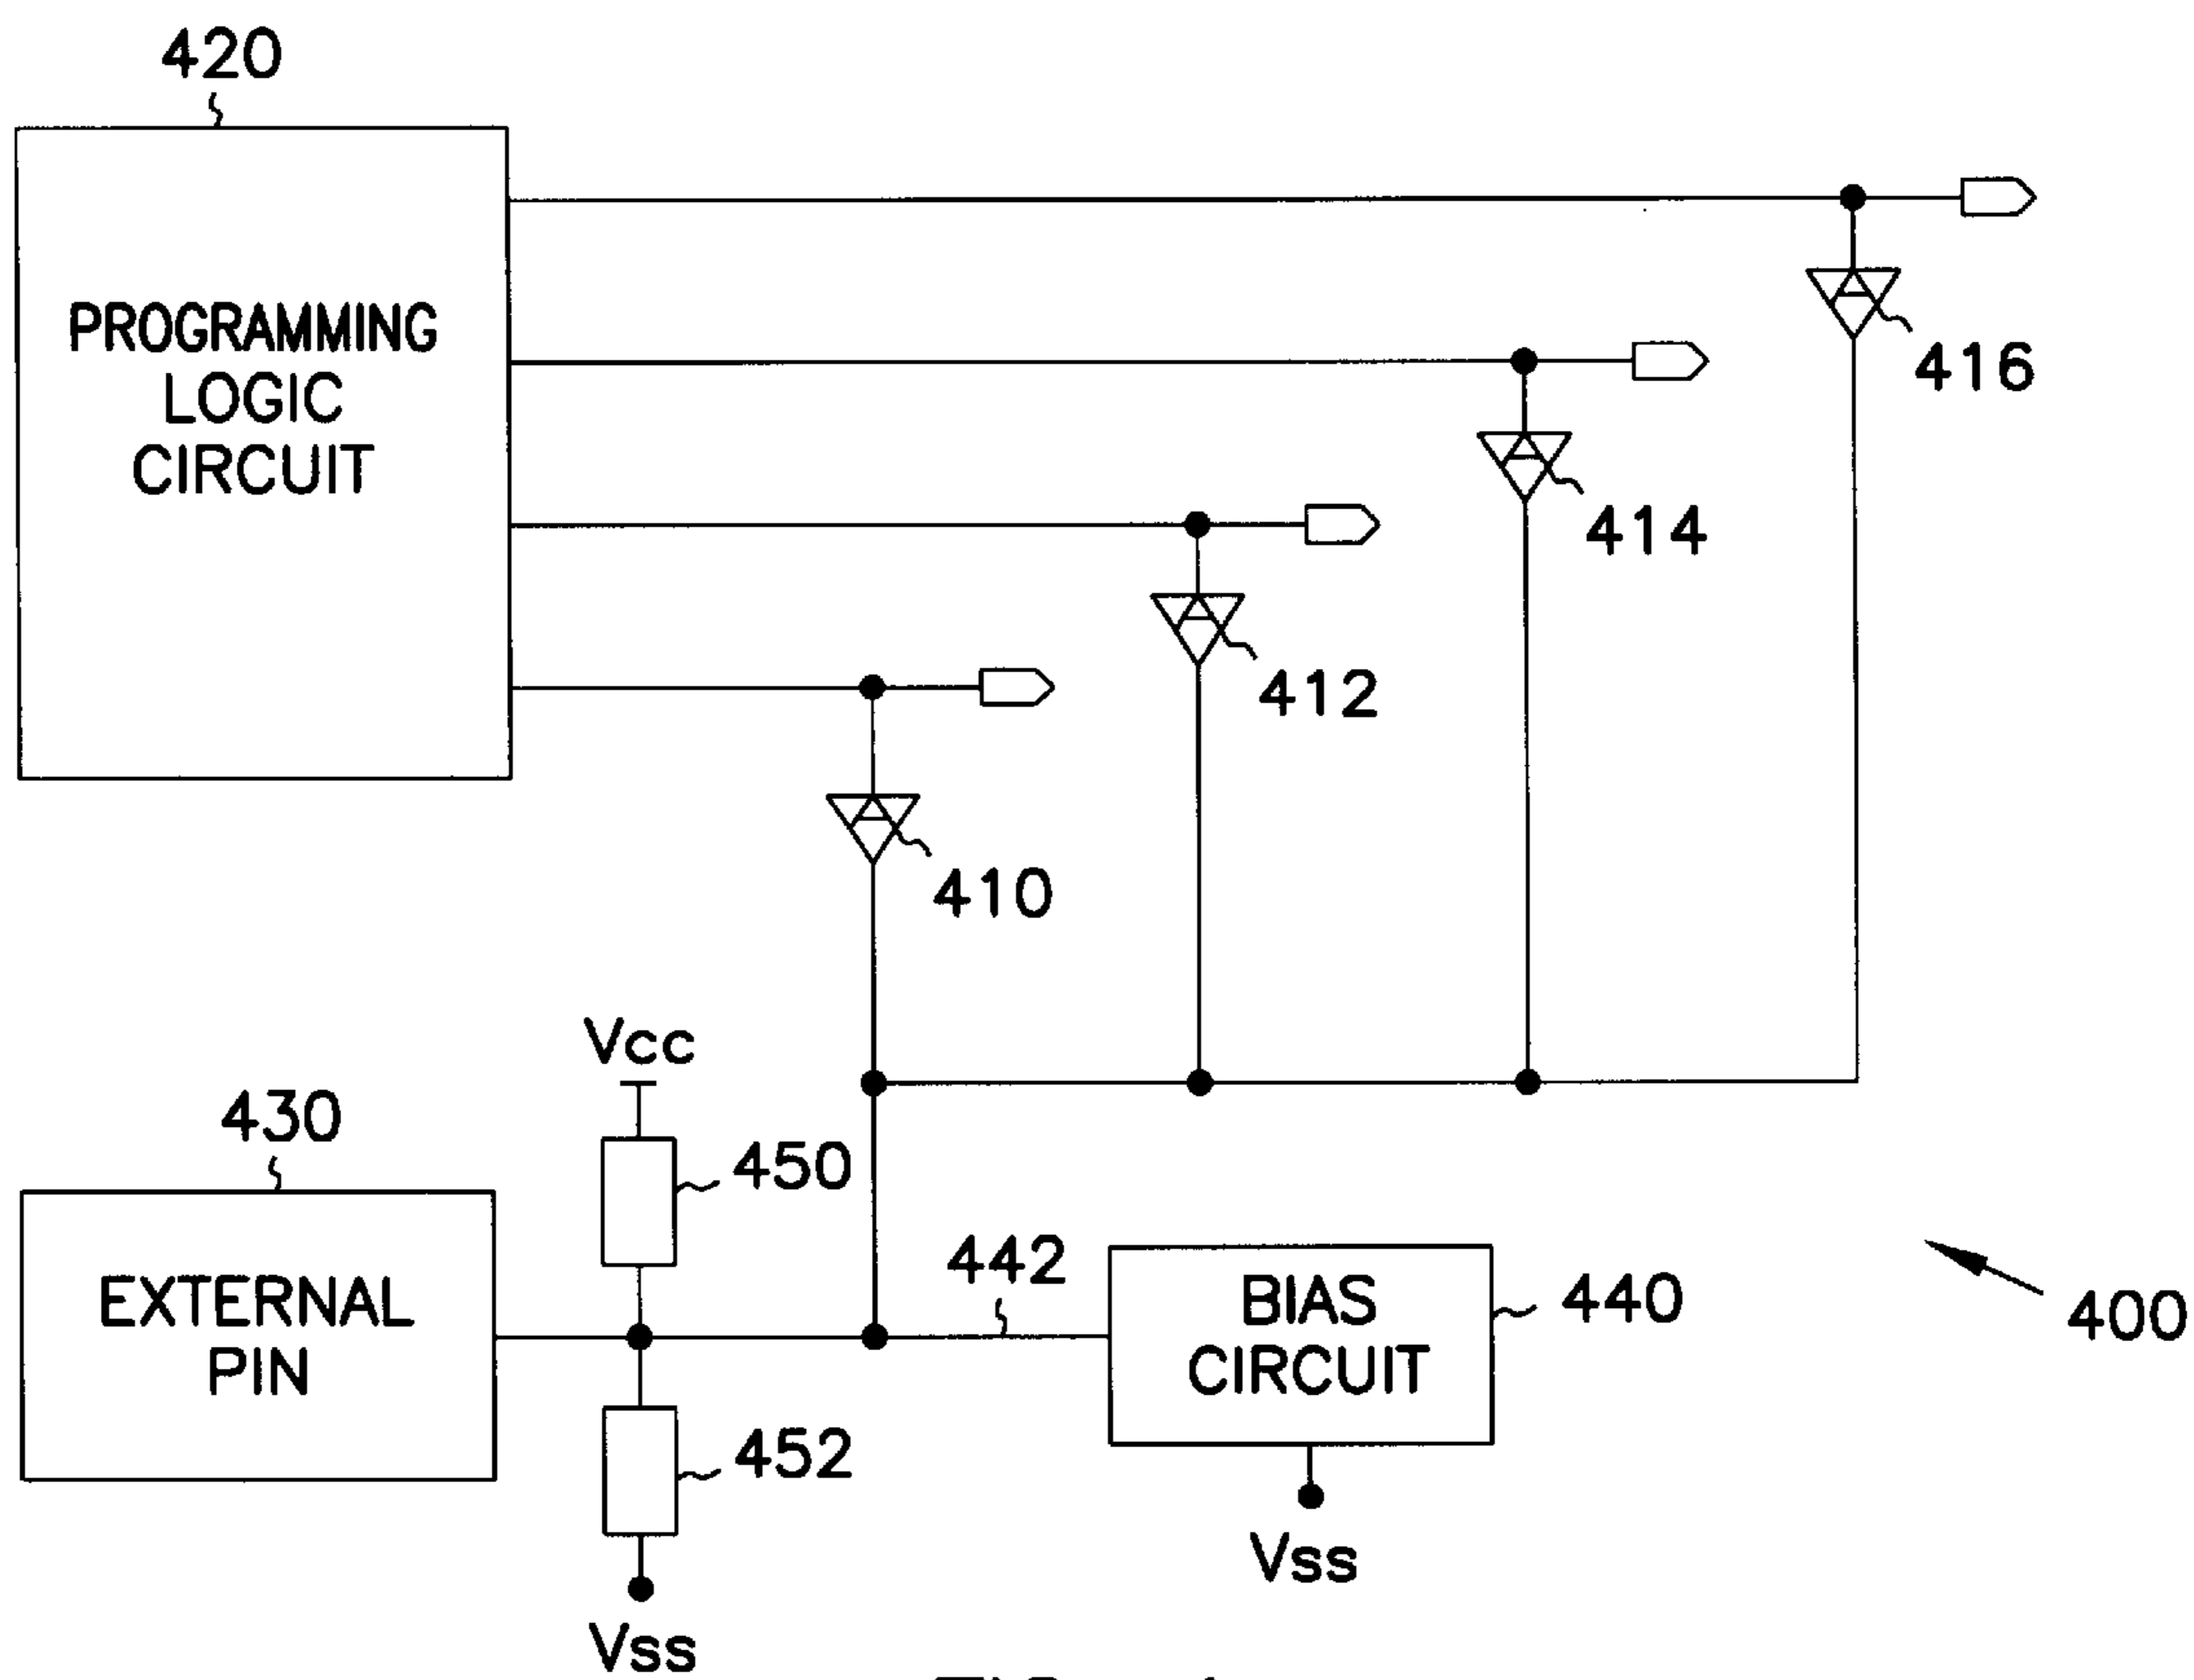 420
PROGRAMMING
LOGIC
CIRCUIT
416
414
412
410
Vcc
430
450
EXTERNAL
PIN
442
BIAS
CIRCUIT
440
400
452
Vss
Vss